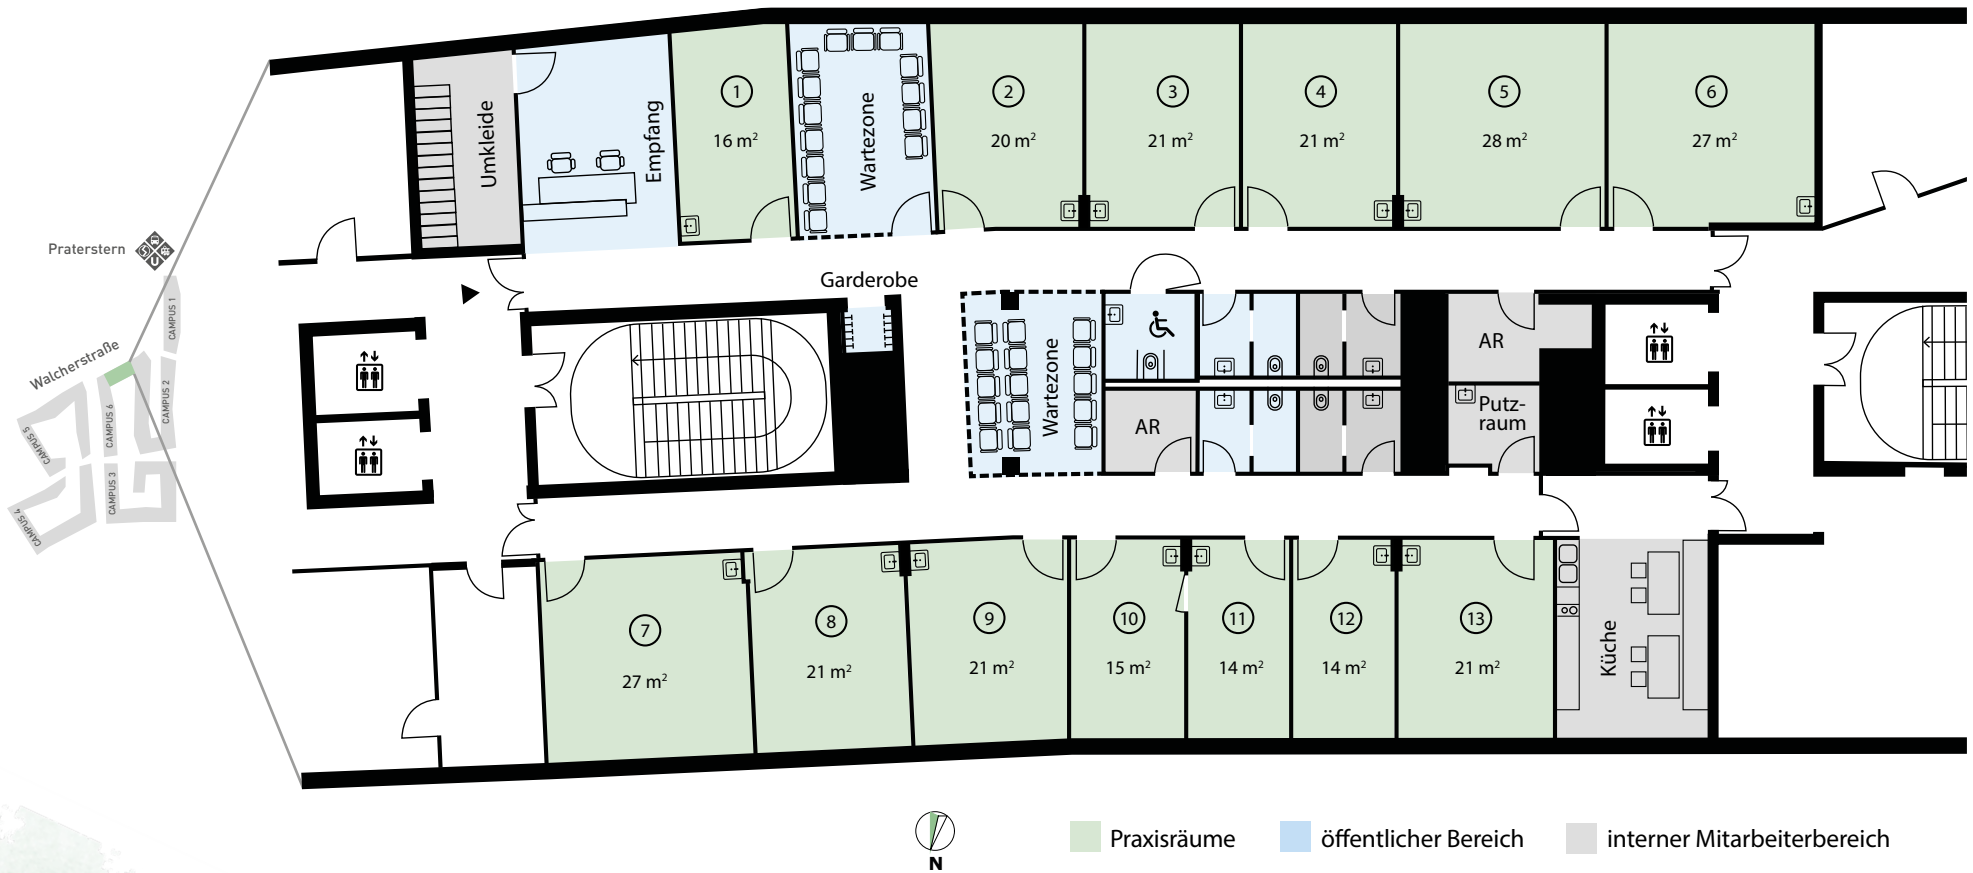 Umkleide
Empfang
1
16 m²
Wartezone
2
20 m²
3
21 m²
4
21 m²
5
28 m²
6
27 m²
Praterstern
U
S
Garderobe
CAMPUS 1
Walcherstraße
CAMPUS 2
CAMPUS 6
CAMPUS 5
CAMPUS 3
CAMPUS 4
Wartezone
AR
AR
Putz-
raum
7
27 m²
8
21 m²
9
21 m²
10
15 m²
11
14 m²
12
14 m²
13
21 m²
Küche
N
Praxisräume
öffentlicher Bereich
interner Mitarbeiterbereich